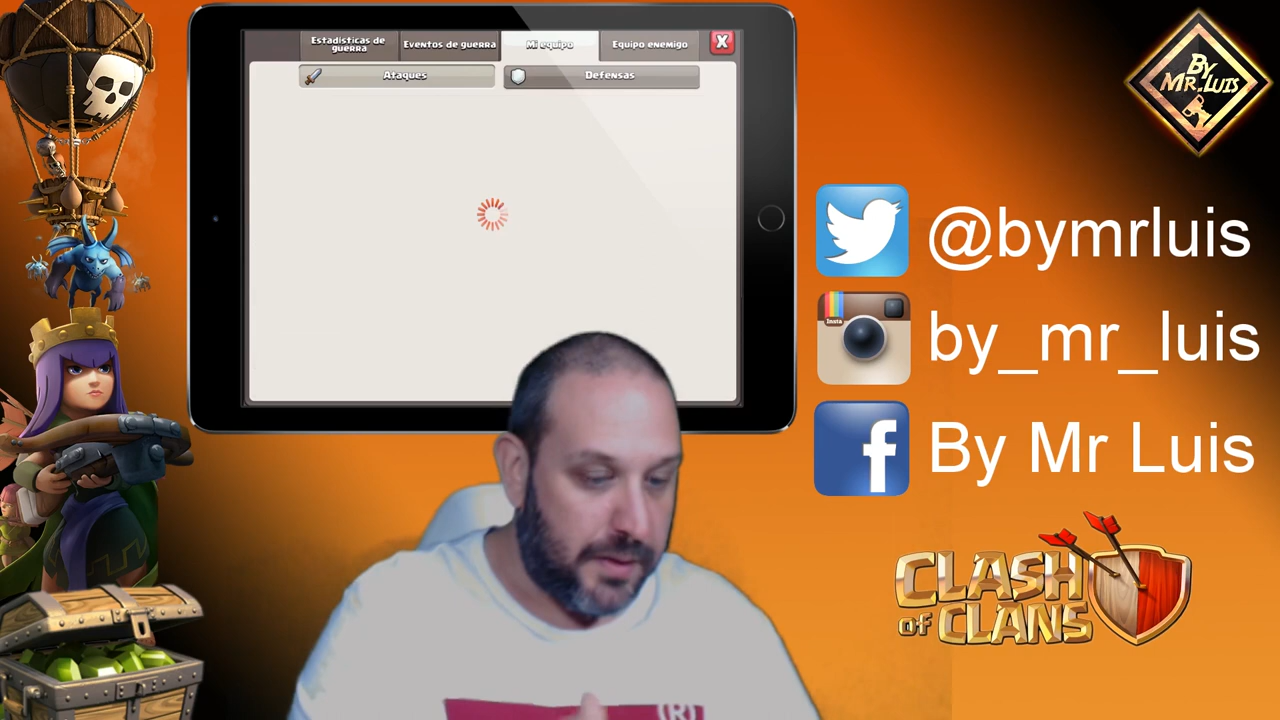 Estadísticas de
guerra
Eventos de guerra
Mi equipo
Equipo enemigo
X
Ataques
Defensas
By
Mr. Luis
@bymrluis
Insta
by_mr_luis
f
By Mr Luis
CLASH
OF CLANS
(R)